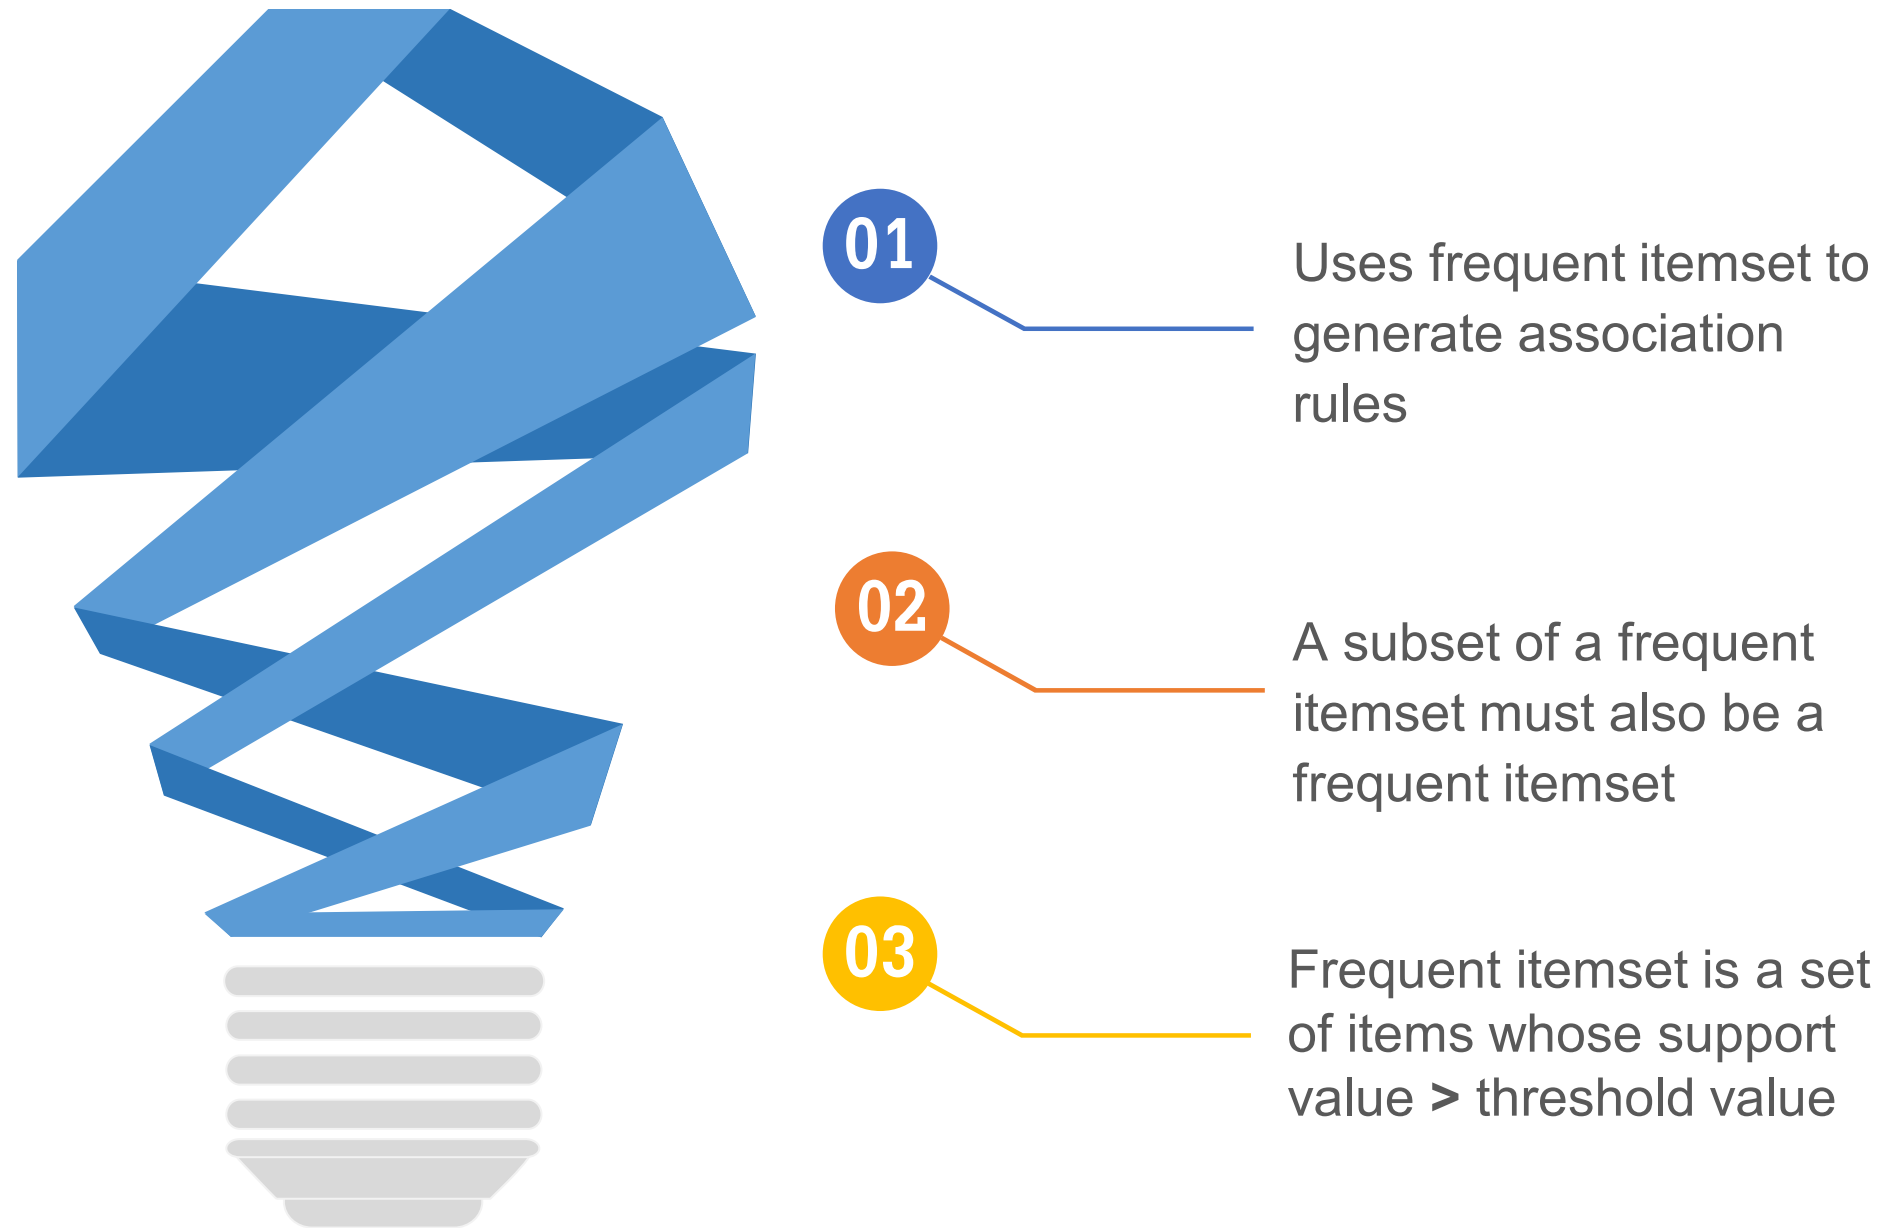 01
Uses frequent itemset to
generate association
rules
02
A subset of a frequent
itemset must also be a
frequent itemset
03
Frequent itemset is a set
of items whose support
value > threshold value